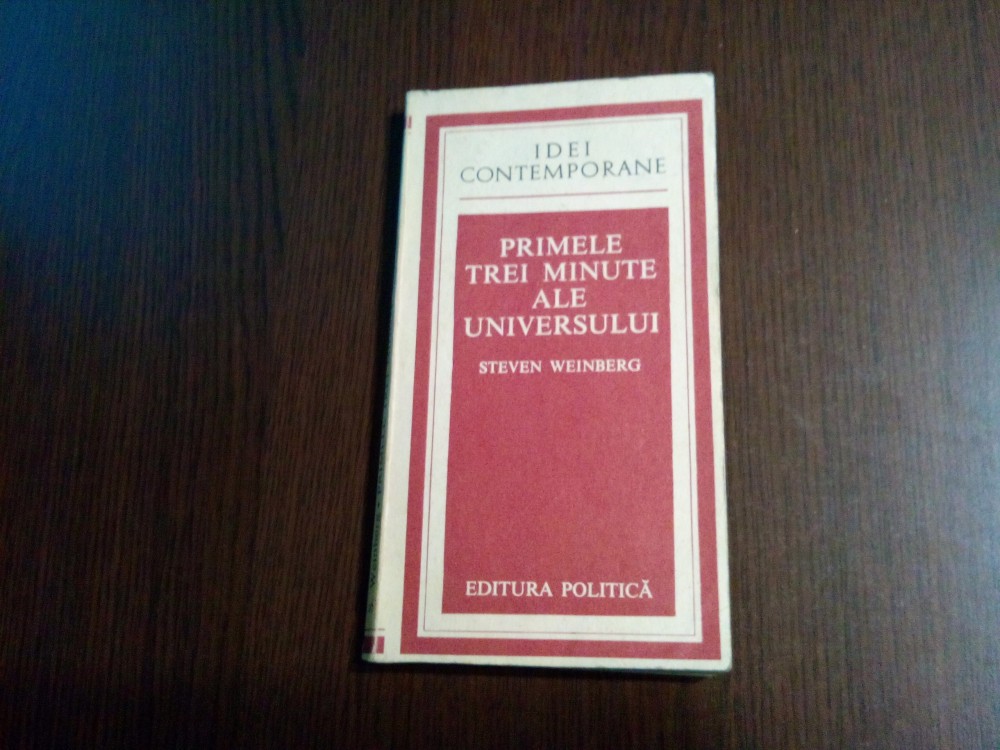 IDEI
CONTEMPORANE
PRIMELE
TREI MINUTE
ALE
UNIVERSULUI
STEVEN WEINBERG
EDITURA POLITICĂ